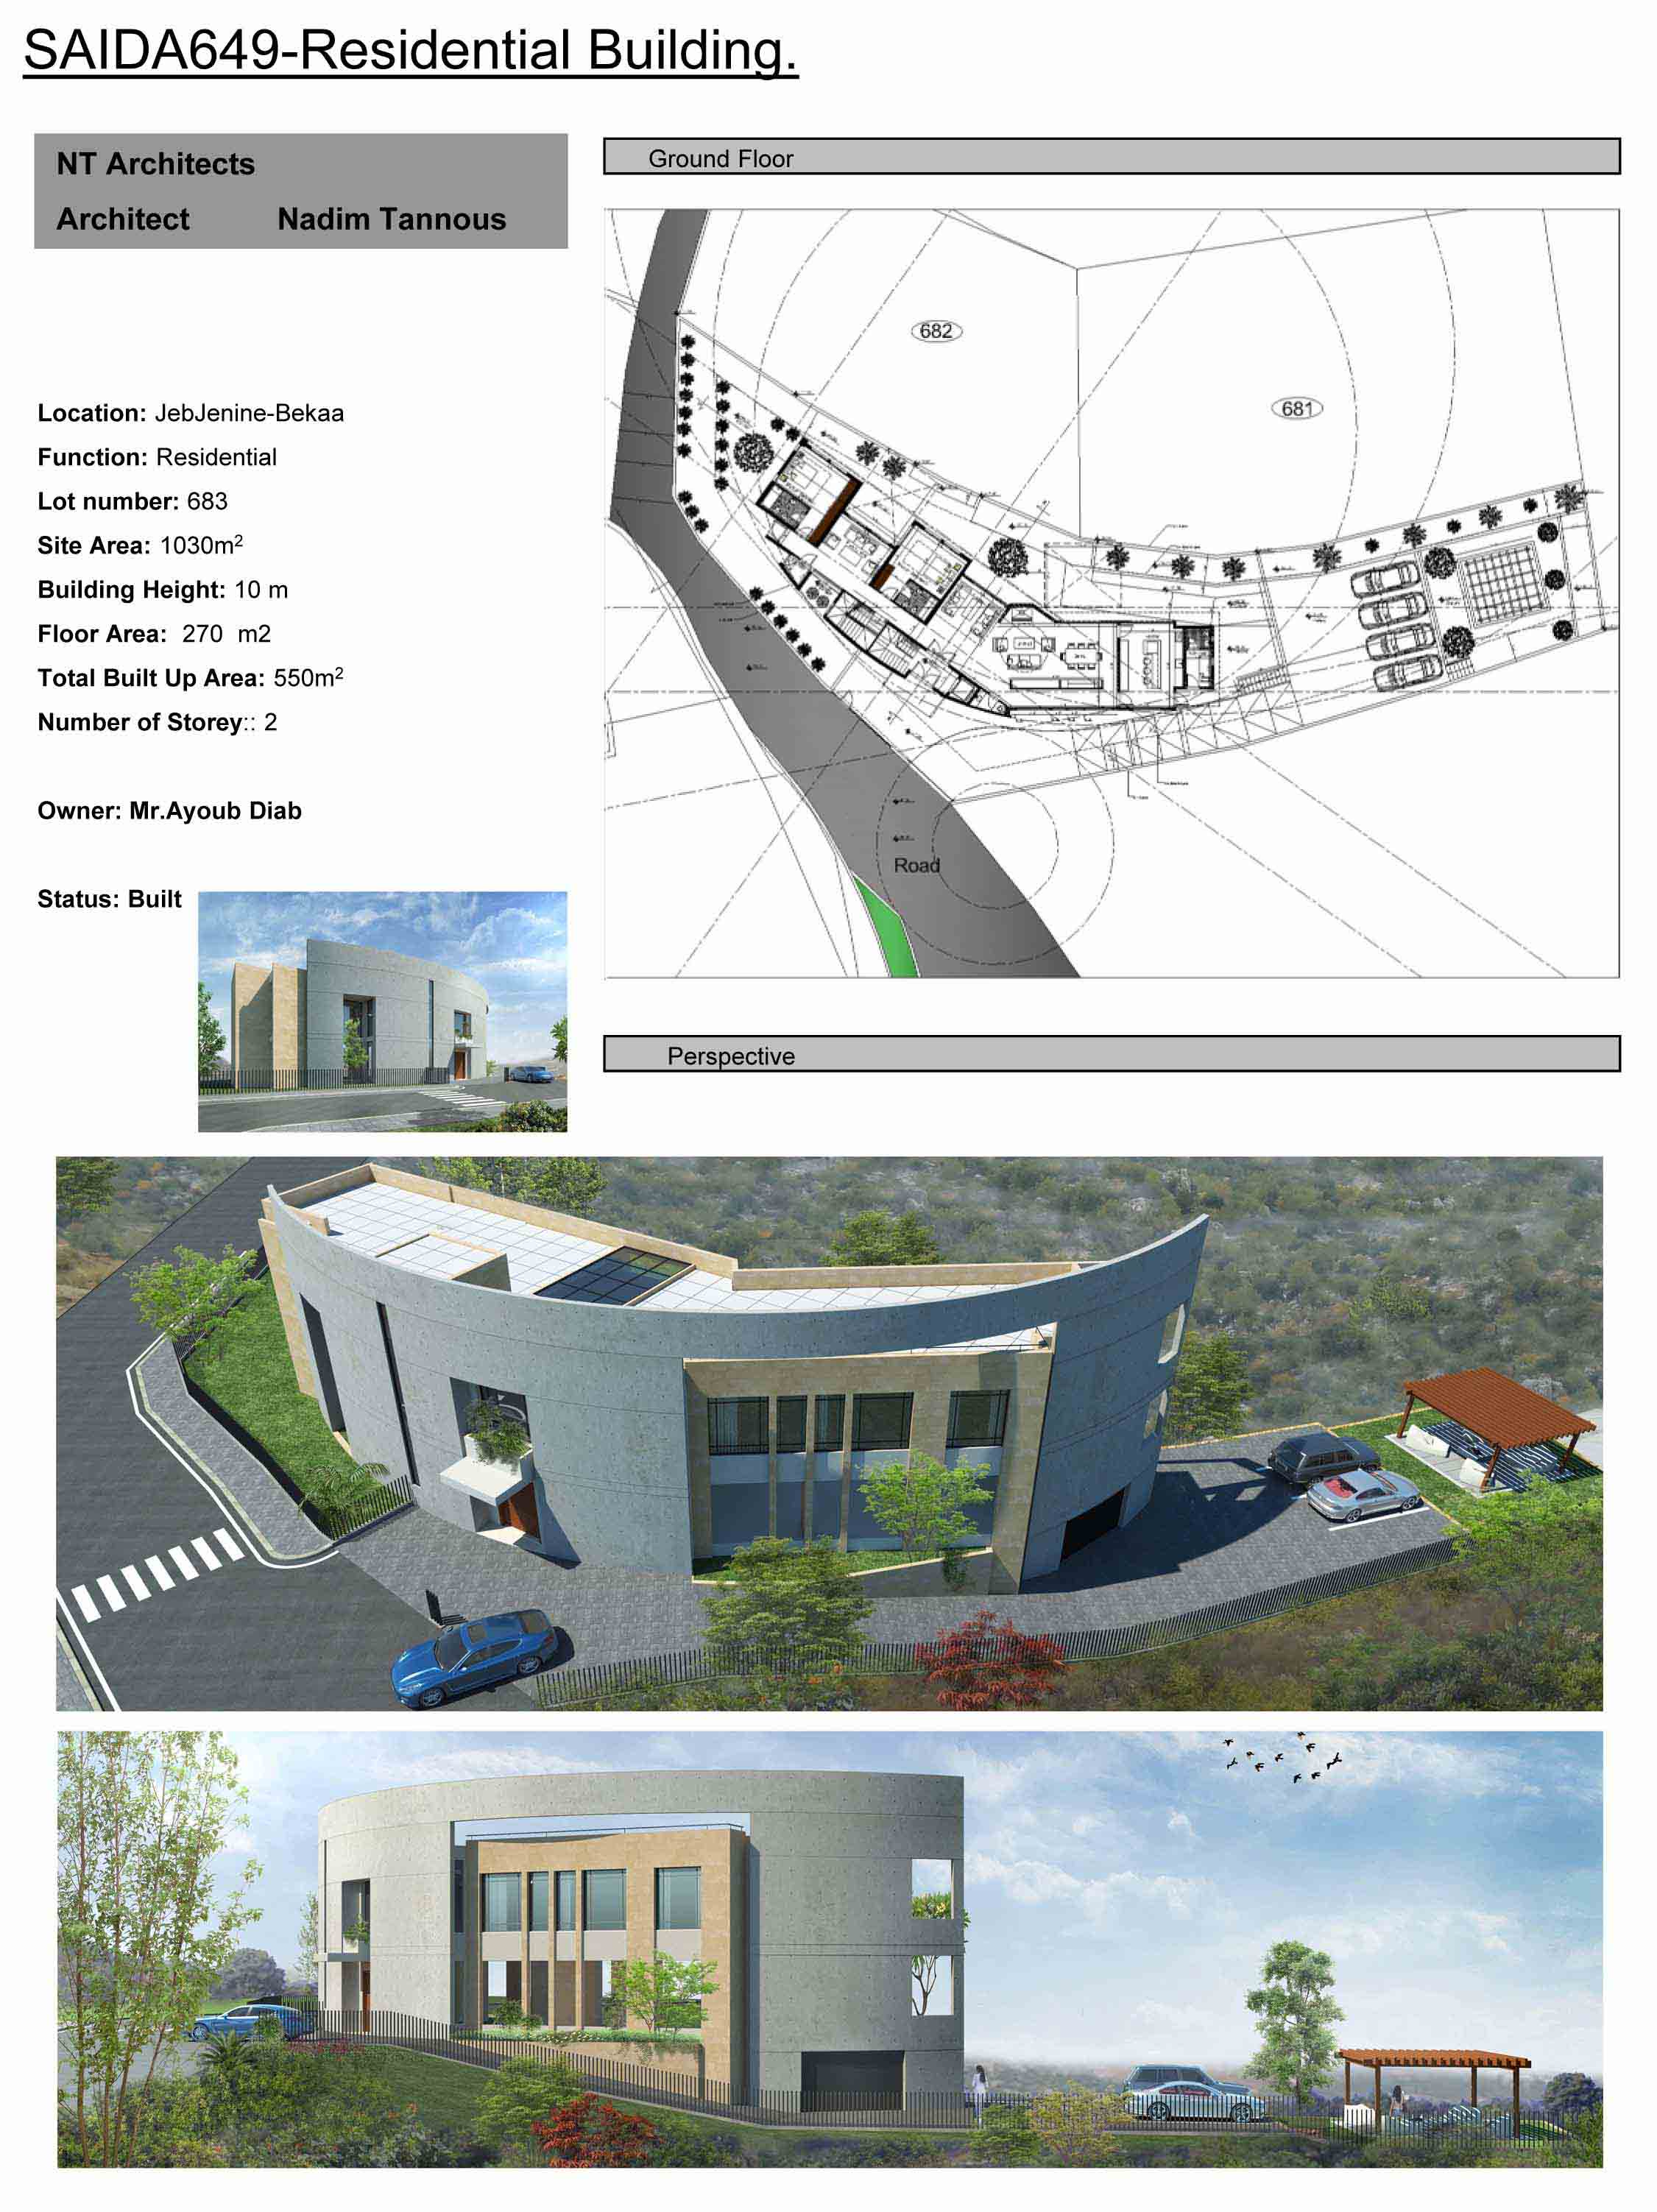 SAIDA649-Residential Building.
NT Architects
Architect Nadim Tannous
Location: JebJenine-Bekaa
Function: Residential
Lot number: 683
Site Area: 1030m²
Building Height: 10 m
Floor Area: 270 m2
Total Built Up Area: 550m²
Number of Storey:: 2
Owner: Mr.Ayoub Diab
Status: Built
Ground Floor
682
681
Road
Perspective